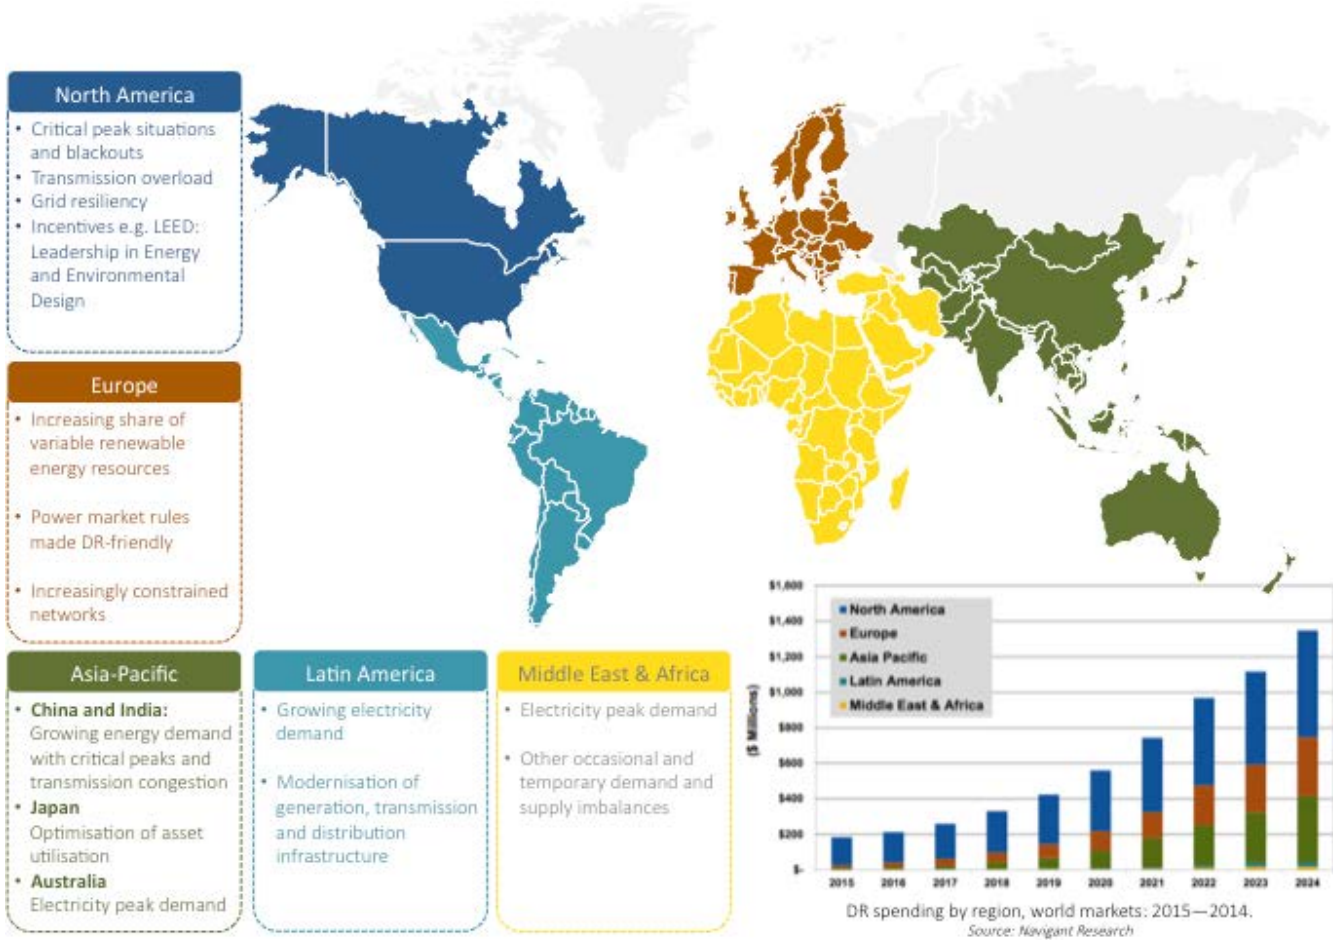 North America
• Critical peak situations
and blackouts
• Transmission overload
• Grid resiliency
• Incentives e.g. LEED:
Leadership in Energy
and Environmental
Design
Europe
• Increasing share of
variable renewable
energy resources
• Power market rules
made DR-friendly
• Increasingly constrained
networks
Asia-Pacific
• China and India:
Growing energy demand
with critical peaks and
transmission congestion
• Japan
Optimisation of asset
utilisation
• Australia
Electricity peak demand
Latin America
• Growing electricity
demand
• Modernisation of
generation, transmission
and distribution
infrastructure
Middle East & Africa
• Electricity peak demand
• Other occasional and
temporary demand and
supply imbalances
($ Millions)
$1,600
$1,400
$1,200
$1,000
$800
$600
$400
$200
$-
North America
Europe
Asia Pacific
Latin America
Middle East & Africa
2015 2016 2017 2018 2019 2020 2021 2022 2023 2024
DR spending by region, world markets: 2015—2014.
Source: Navigant Research